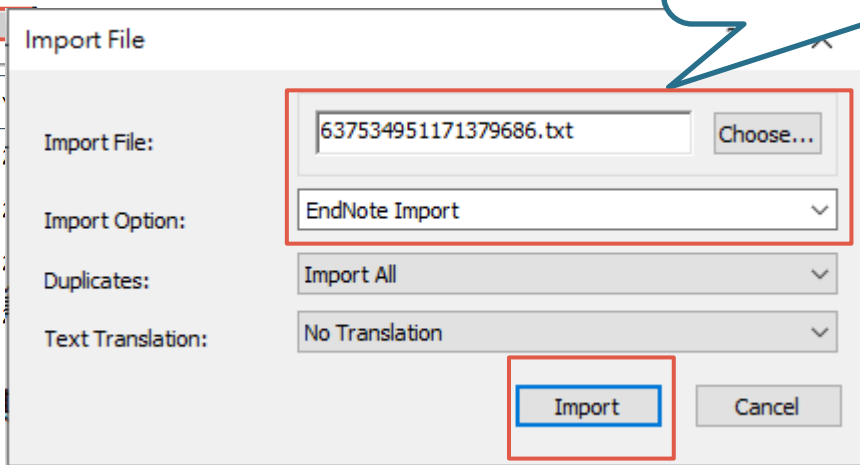 Import File
Import File:
637534951171379686.txt
Choose...
Import Option:
EndNote Import
Duplicates:
Import All
Text Translation:
No Translation
Import
Cancel